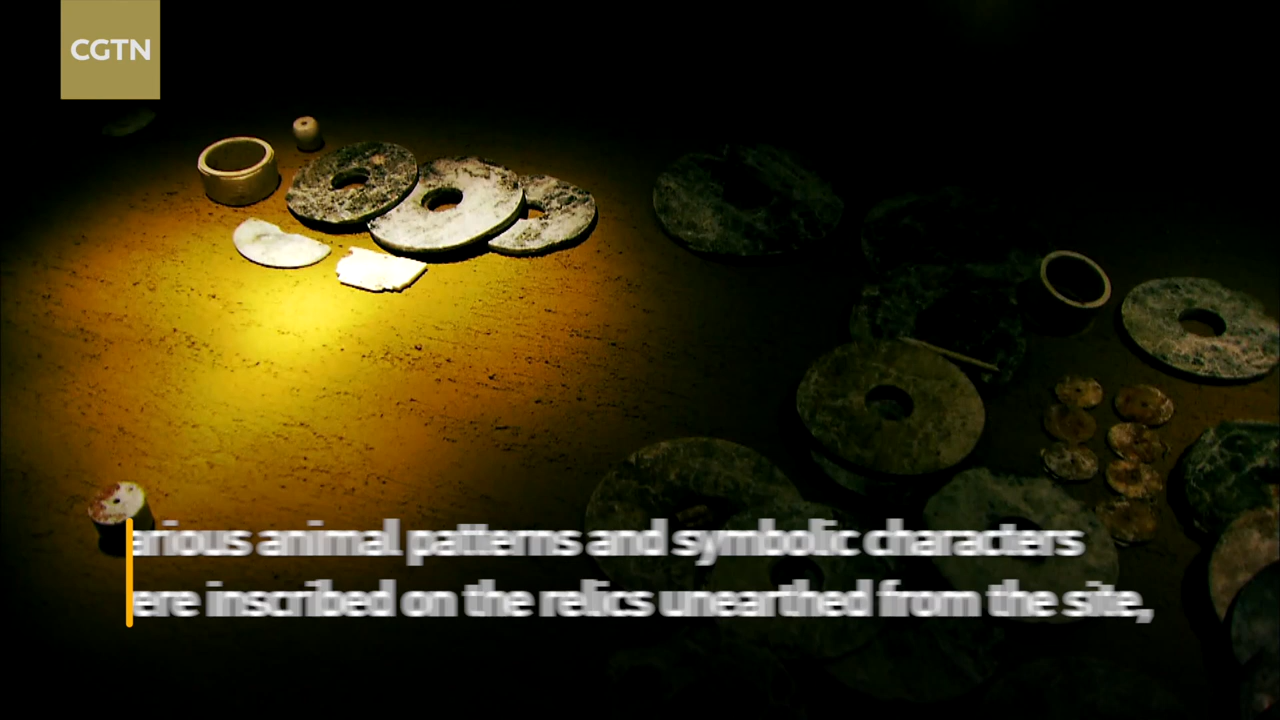 CGTN
arious animal patterns and symbolic characters
ere inscribed on the relics unearthed from the site,